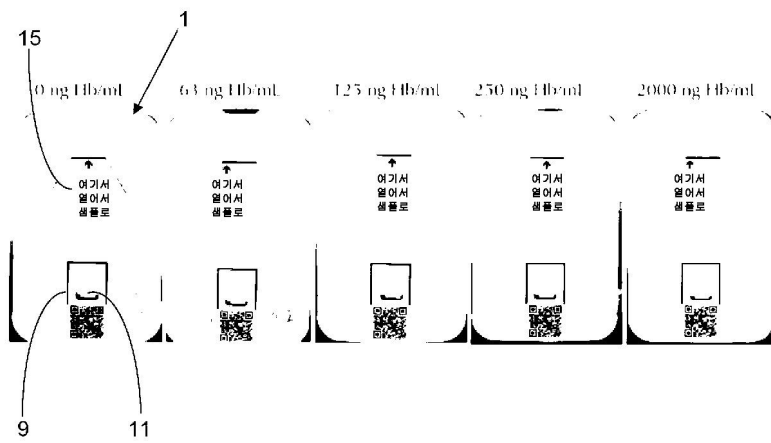 15
1
0 ng Hb/mL
63 ng Hb/mL
125 ng Hb/mL
250 ng Hb/mL
2000 ng Hb/mL
여기서
열어서
샘플로
여기서
열어서
샘플로
여기서
열어서
샘플로
여기서
열어서
샘플로
여기서
열어서
샘플로
9
11